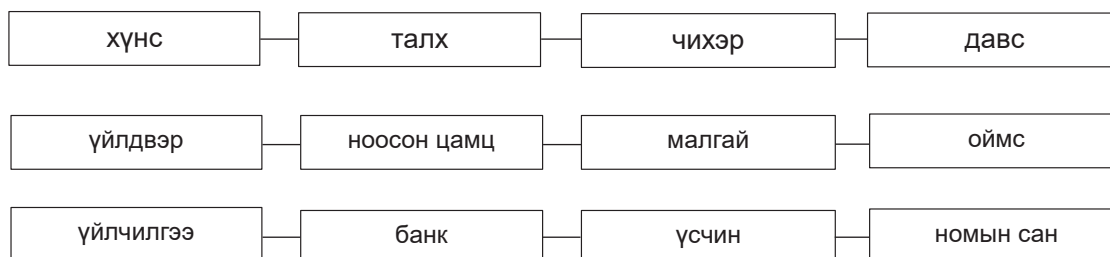 хүнс талх чихэр давс
үйлдвэр ноосон цамц малгай оймс
үйлчилгээ банк үсчин номын сан